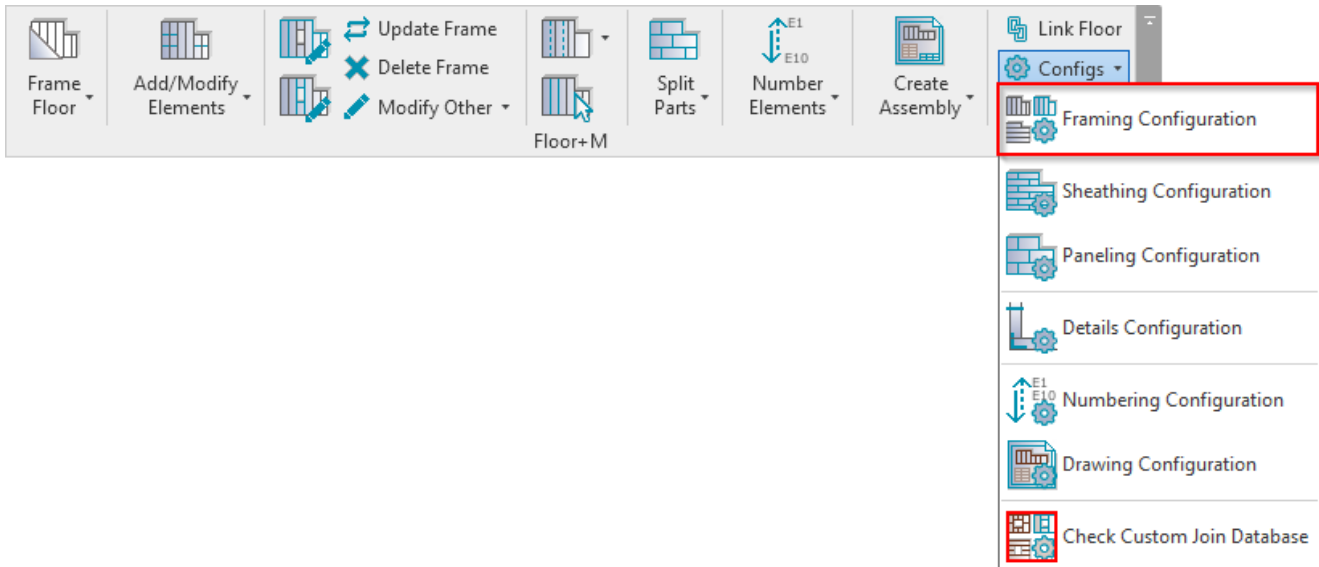 Frame
Floor
Add/Modify
Elements
Update Frame
Delete Frame
Modify Other
Floor+M
Split
Parts
E1
E10
Number
Elements
Create
Assembly
Link Floor
Configs
Framing Configuration
Sheathing Configuration
Paneling Configuration
Details Configuration
E1
E10
Numbering Configuration
Drawing Configuration
Check Custom Join Database